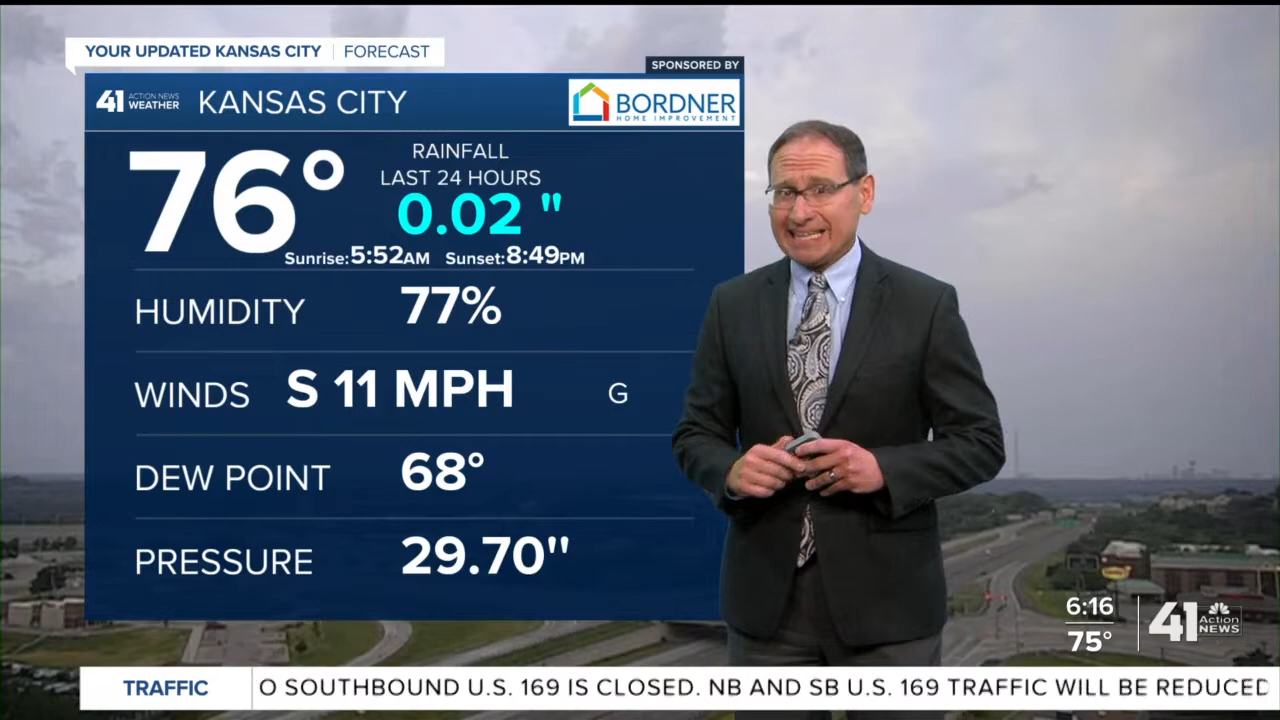 YOUR UPDATED KANSAS CITY FORECAST
SPONSORED BY
41 ACTION NEWS WEATHER
KANSAS CITY
BORDNER
HOME IMPROVEMENT
76°
RAINFALL
LAST 24 HOURS
0.02 "
Sunrise:5:52AM Sunset:8:49PM
HUMIDITY 77%
WINDS S 11 MPH G
DEW POINT 68°
PRESSURE 29.70"
6:16
75°
41 Action NEWS
TRAFFIC O SOUTHBOUND U.S. 169 IS CLOSED. NB AND SB U.S. 169 TRAFFIC WILL BE REDUCED